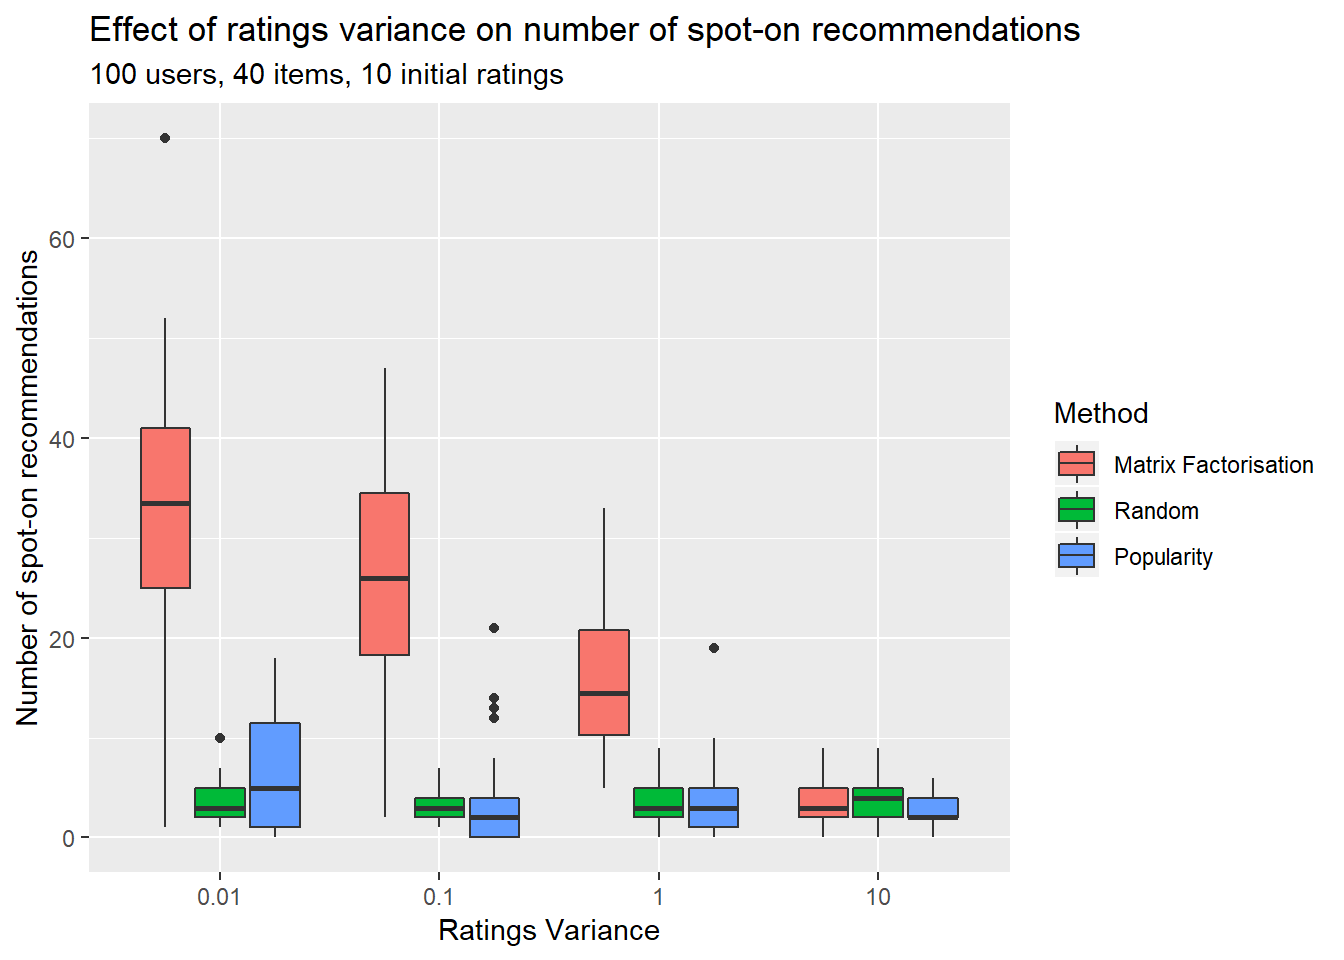 Effect of ratings variance on number of spot-on recommendations
100 users, 40 items, 10 initial ratings
Number of spot-on recommendations
60
40
20
0
0.01
0.1
1
10
Ratings Variance
Method
Matrix Factorisation
Random
Popularity